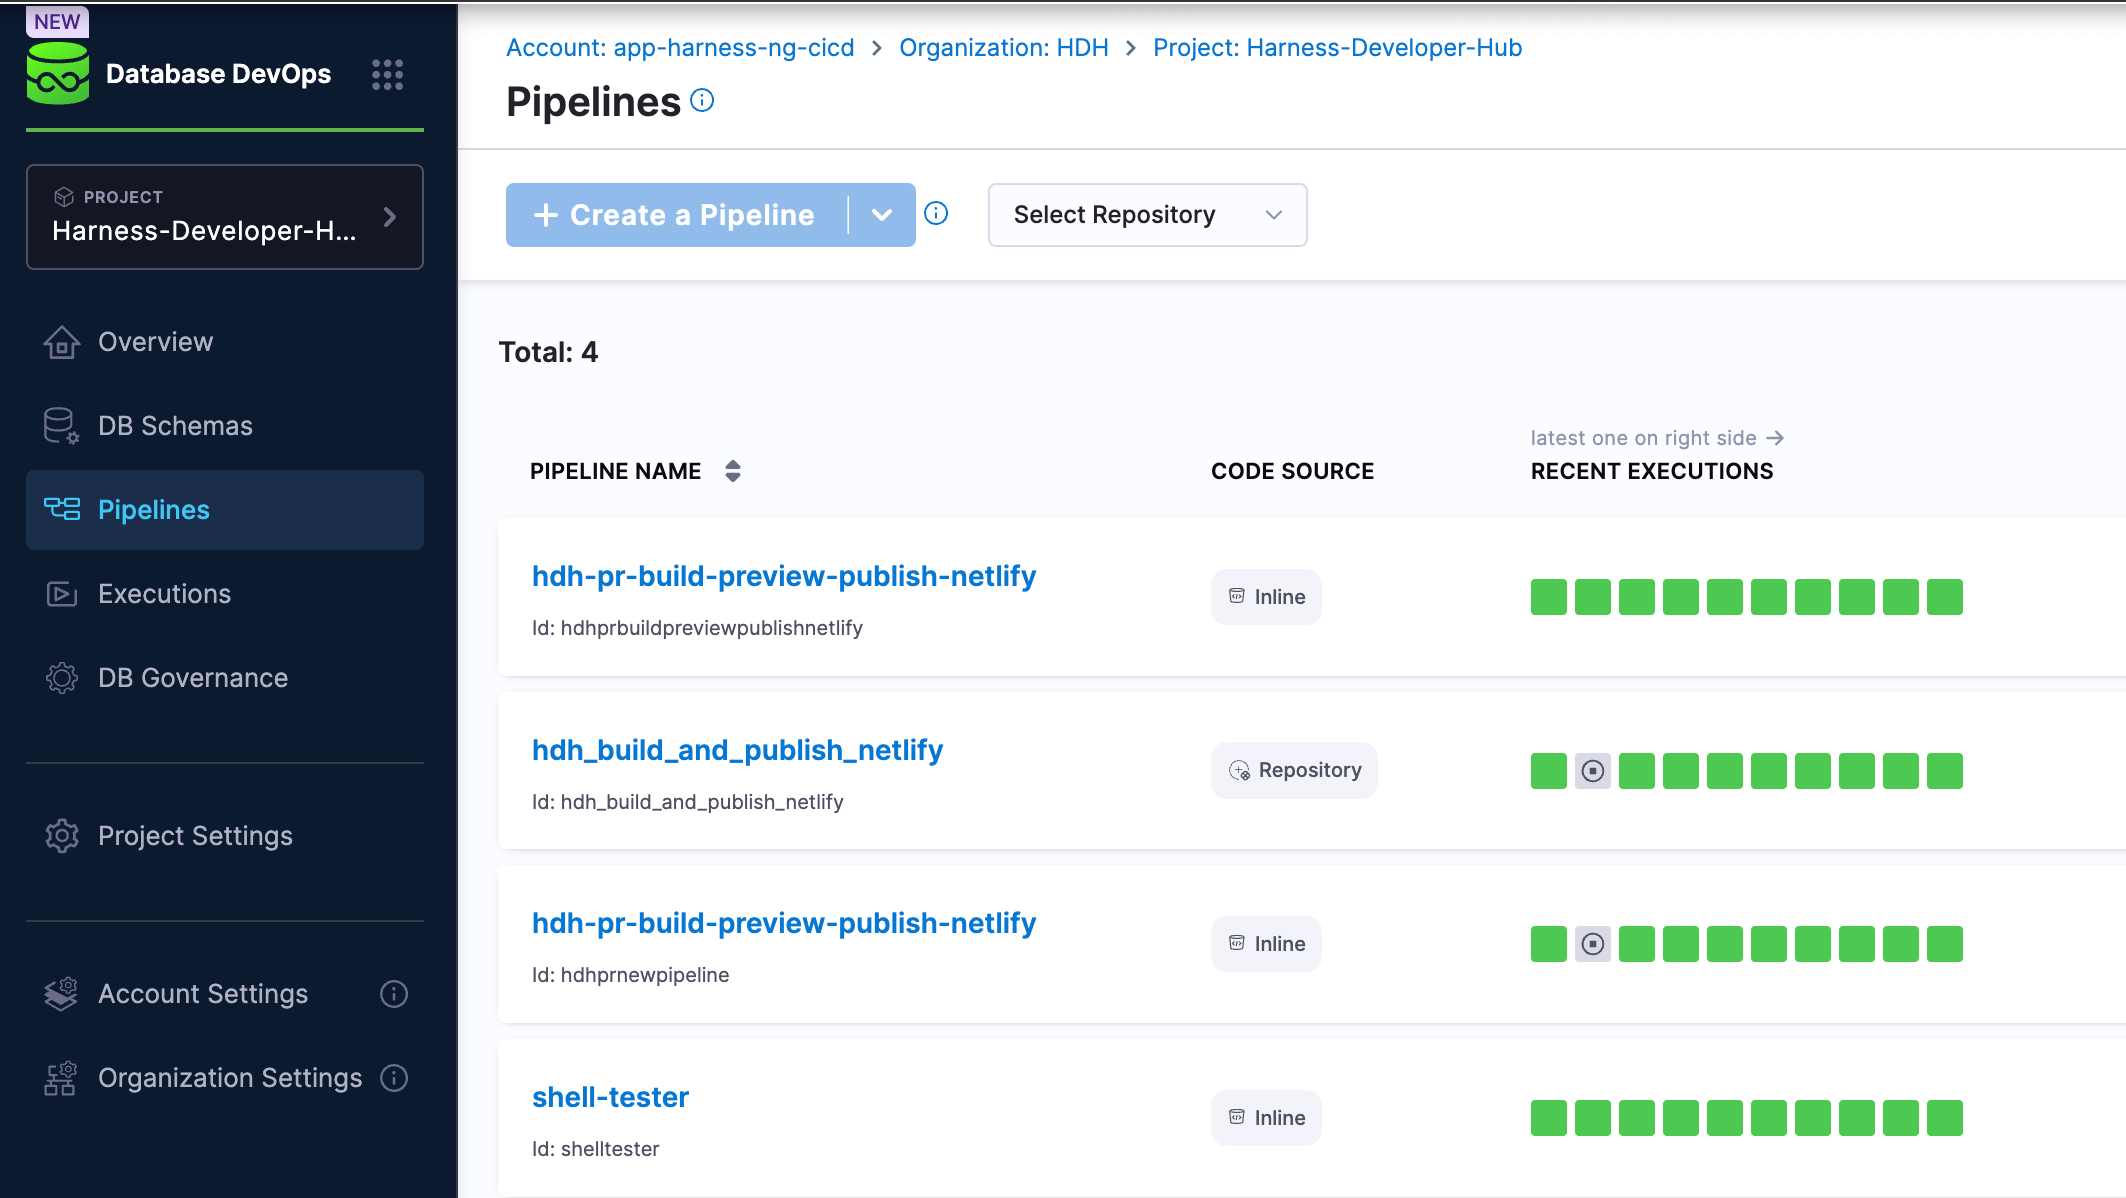 NEW
Database DevOps
PROJECT
Harness-Developer-H...
Overview
DB Schemas
Pipelines
Executions
DB Governance
Project Settings
Account Settings
Organization Settings
Account: app-harness-ng-cicd > Organization: HDH > Project: Harness-Developer-Hub
Pipelines
+ Create a Pipeline
Select Repository
Total: 4
latest one on right side →
PIPELINE NAME CODE SOURCE RECENT EXECUTIONS
hdh-pr-build-preview-publish-netlify
Id: hdhprbuildpreviewpublishnetlify
Inline
hdh_build_and_publish_netlify
Id: hdh_build_and_publish_netlify
Repository
hdh-pr-build-preview-publish-netlify
Id: hdhprnewpipeline
Inline
shell-tester
Id: shelltester
Inline